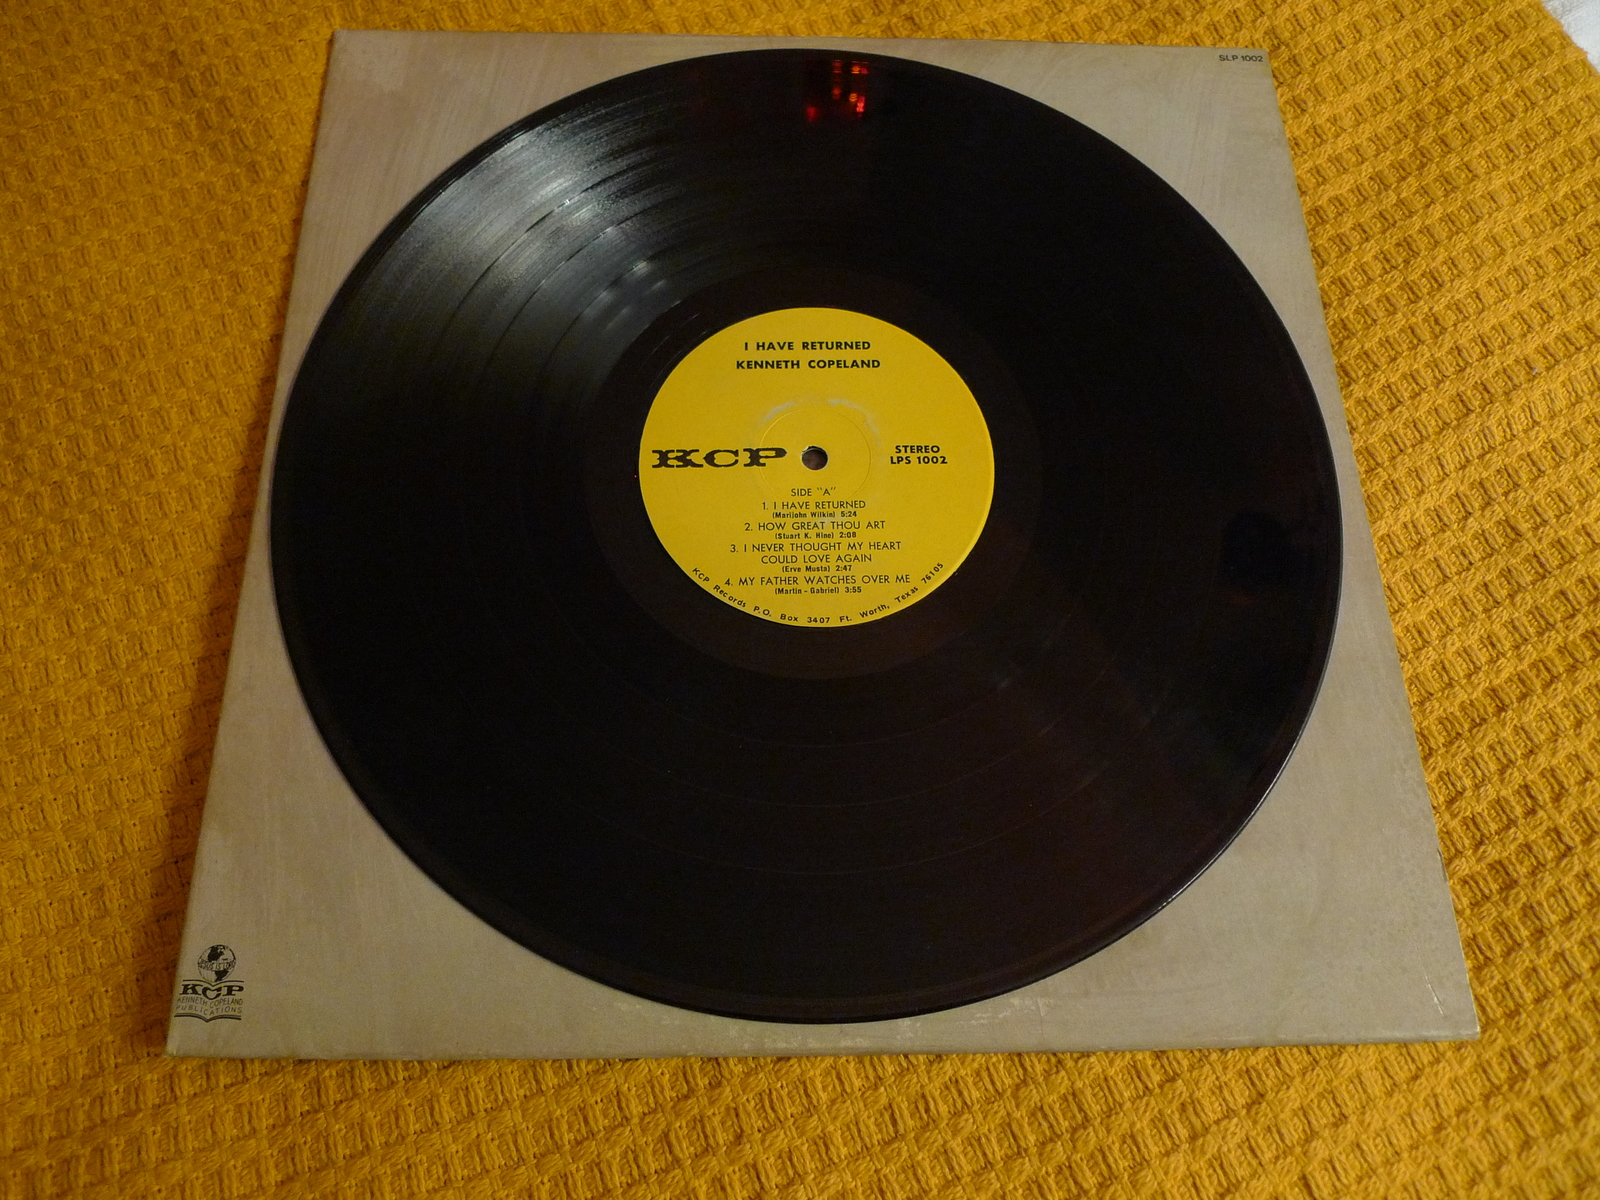 SLP 1002
I HAVE RETURNED
KENNETH COPELAND
KCP
STEREO
LPS 1002
SIDE "A"
1. I HAVE RETURNED
(Marijohn Wilkin) 5:24
2. HOW GREAT THOU ART
(Stuart K. Hine) 2:08
3. I NEVER THOUGHT MY HEART
COULD LOVE AGAIN
(Erve Musta) 2:47
4. MY FATHER WATCHES OVER ME
(Martin - Gabriel) 3:55
KCP Records P.O. Box 3407 Ft. Worth, Texas 76105
JESUS IS LORD
KCP
KENNETH COPELAND
PUBLICATIONS